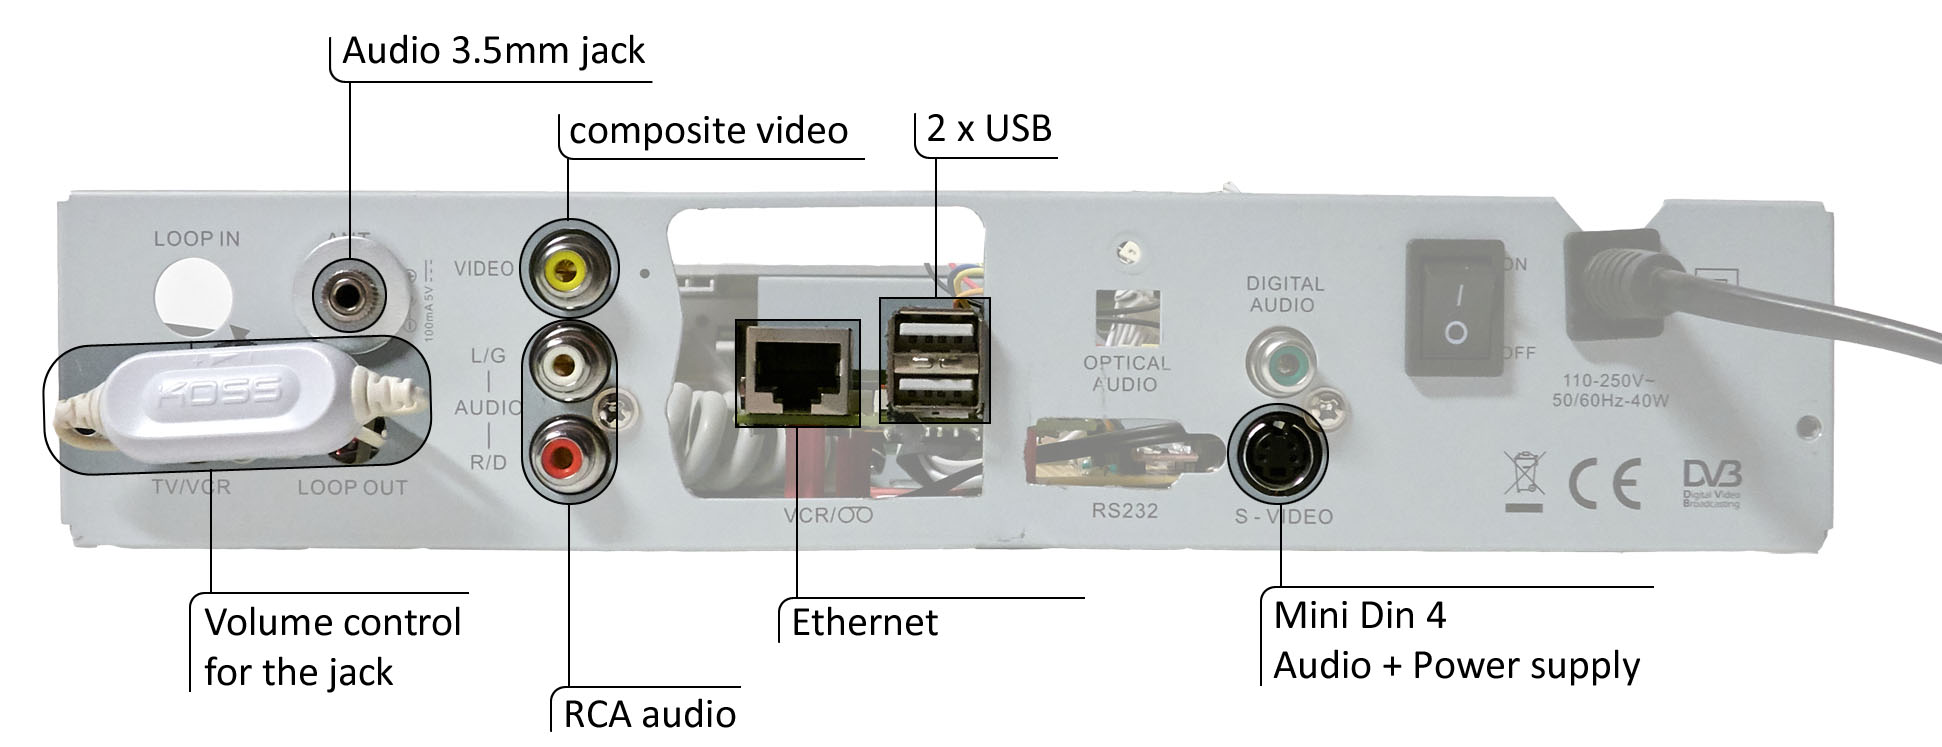 Audio 3.5mm jack
composite video
2 x USB
LOOP IN
ANT
100mA5V
VIDEO
L/G
AUDIO
R/D
KOSS
TV/VCR
LOOP OUT
VCR/
OPTICAL
AUDIO
RS232
DIGITAL
AUDIO
S - VIDEO
ON
I
O
OFF
110-250V~
50/60Hz-40W
CE
DVB
Digital Video
Broadcasting
Volume control
for the jack
RCA audio
Ethernet
Mini Din 4
Audio + Power supply